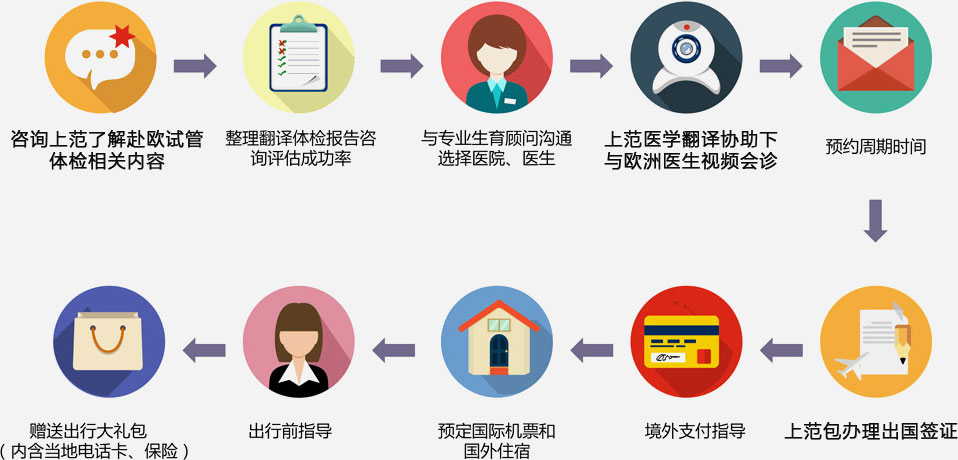 咨询上范了解赴欧试管
体检相关内容
整理翻译体检报告咨
询评估成功率
与专业生育顾问沟通
选择医院、医生
上范医学翻译协助下
与欧洲医生视频会诊
预约周期时间
上范包办理出国签证
境外支付指导
预定国际机票和
国外住宿
出行前指导
赠送出行大礼包
（内含当地电话卡、保险）